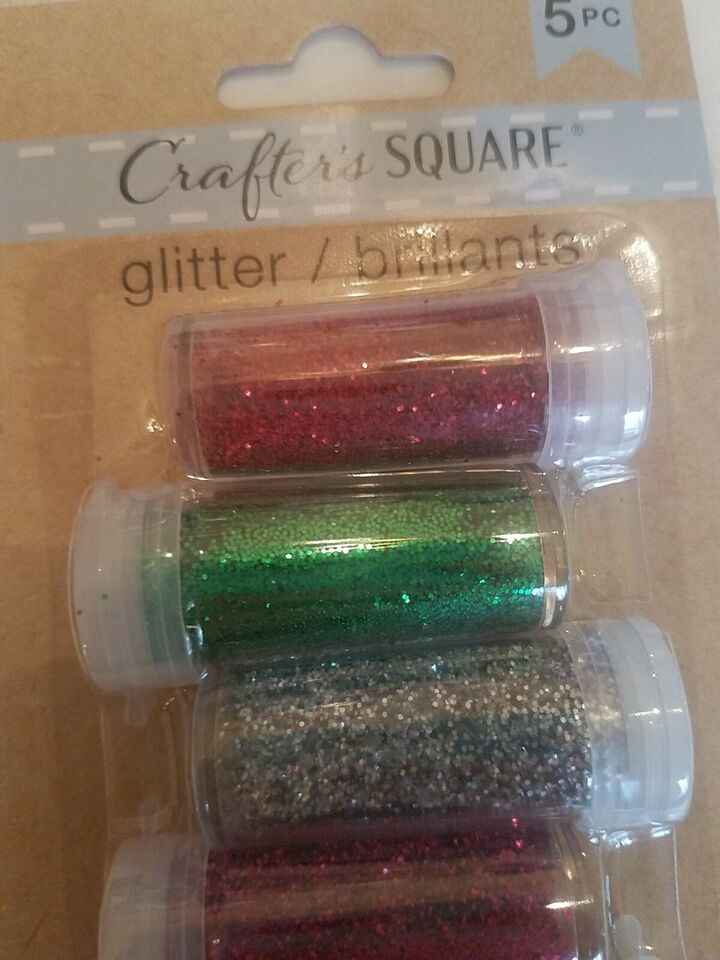 5 PC
Crafter's SQUARE®
glitter / brillants